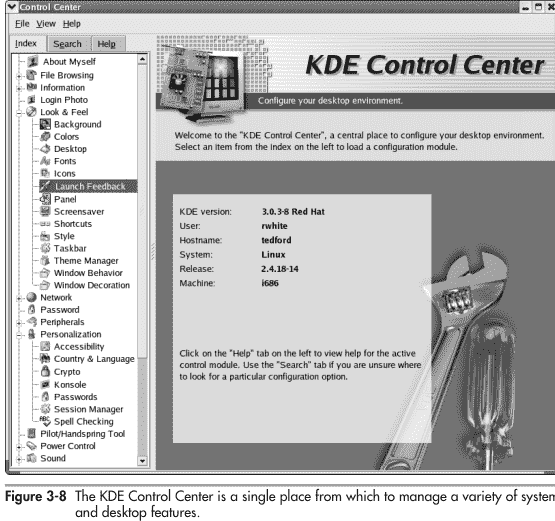 Control Center
File View Help
Index Search Help
About Myself
File Browsing
Information
Login Photo
Look & Feel
Background
Colors
Desktop
Fonts
Icons
Launch Feedback
Panel
Screensaver
Shortcuts
Style
Taskbar
Theme Manager
Window Behavior
Window Decoration
Network
Password
Peripherals
Personalization
Accessibility
Country & Language
Crypto
Konsole
Passwords
Session Manager
Spell Checking
Pilot/Handspring Tool
Power Control
Sound
KDE Control Center
Configure your desktop environment.
Welcome to the "KDE Control Center", a central place to configure your desktop environment.
Select an item from the index on the left to load a configuration module.
KDE version: 3.0.3-8 Red Hat
User: rwhite
Hostname: tedford
System: Linux
Release: 2.4.18-14
Machine: i686
Click on the "Help" tab on the left to view help for the active
control module. Use the "Search" tab if you are unsure where
to look for a particular configuration option.
Figure 3-8 The KDE Control Center is a single place from which to manage a variety of system
and desktop features.